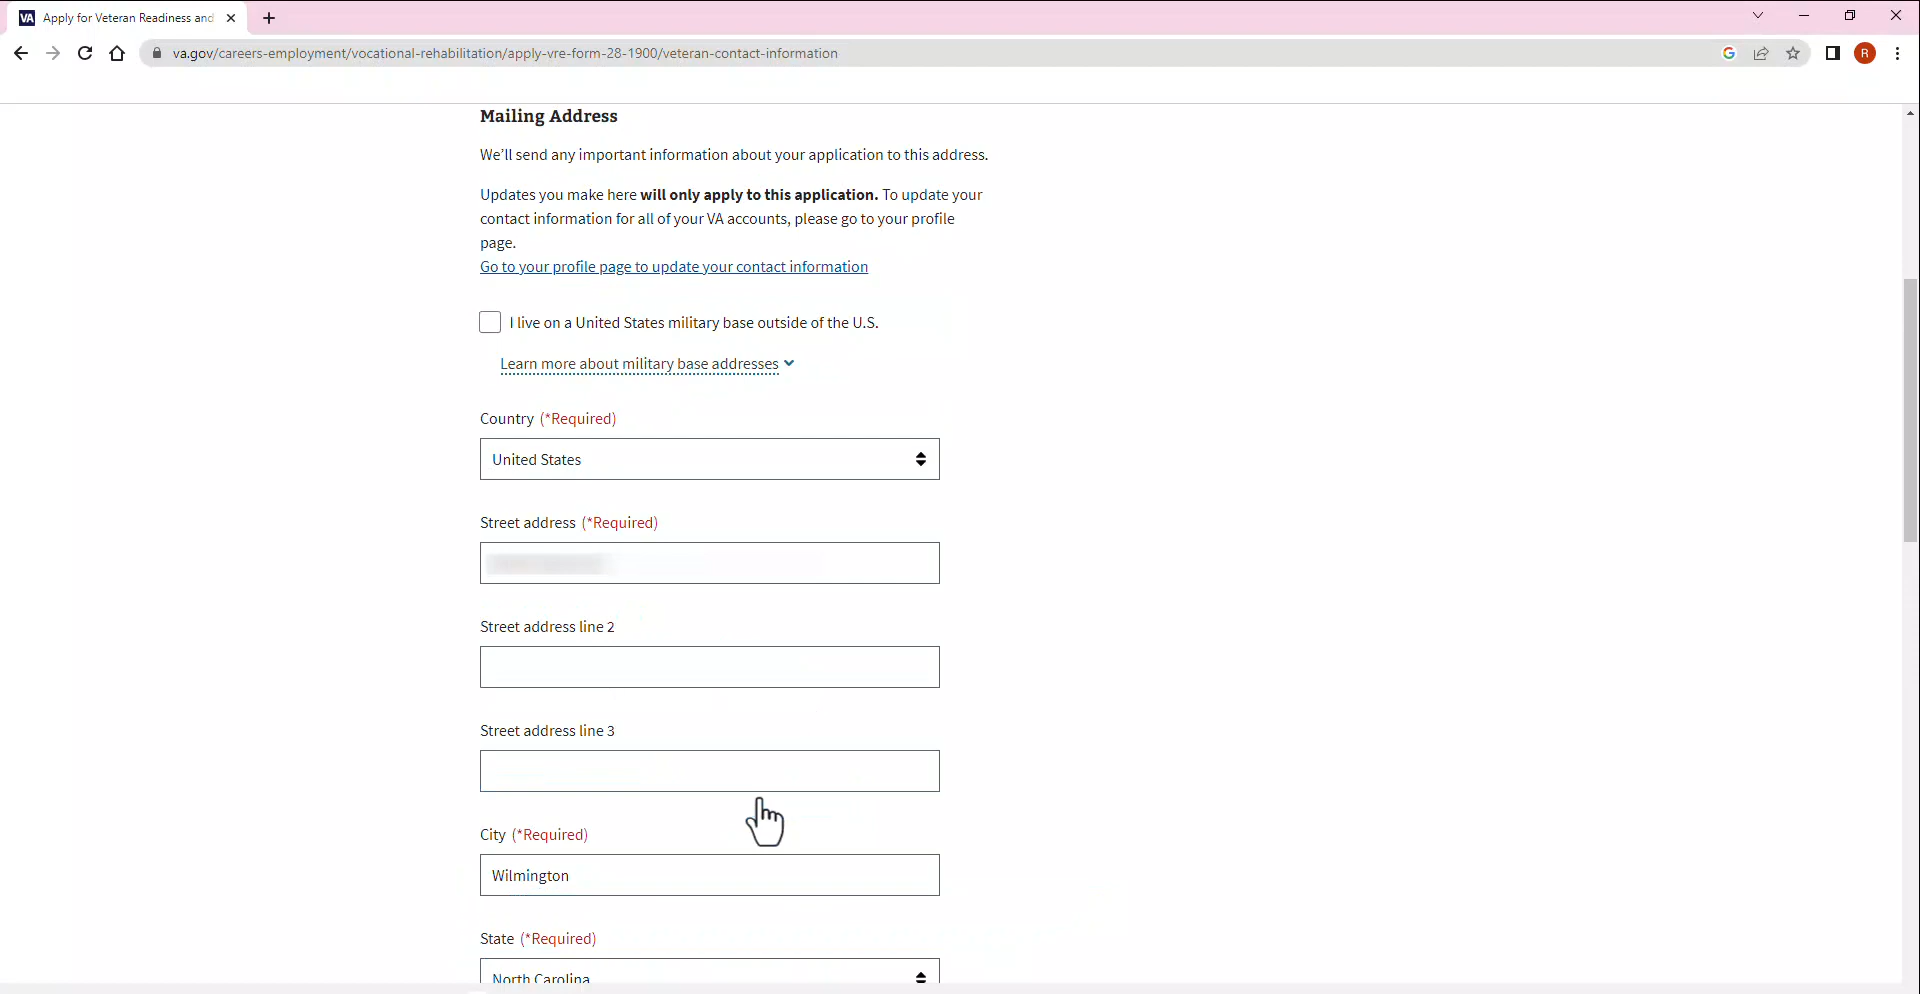 VA Apply for Veteran Readiness and
va.gov/careers-employment/vocational-rehabilitation/apply-vre-form-28-1900/veteran-contact-information
G
R
Mailing Address
We'll send any important information about your application to this address.
Updates you make here will only apply to this application. To update your
contact information for all of your VA accounts, please go to your profile
page.
Go to your profile page to update your contact information
I live on a United States military base outside of the U.S.
Learn more about military base addresses
Country (*Required)
United States
Street address (*Required)
Street address line 2
Street address line 3
City (*Required)
Wilmington
State (*Required)
North Carolina